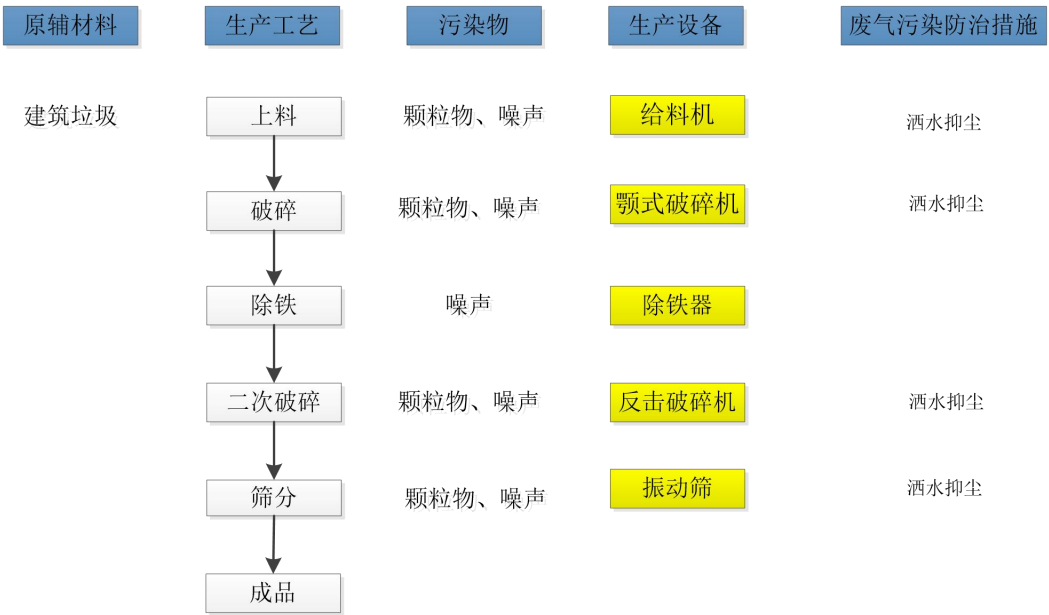 原辅材料 生产工艺 污染物 生产设备 废气污染防治措施
建筑垃圾 上料 颗粒物、噪声 给料机 洒水抑尘
破碎 颗粒物、噪声 颚式破碎机 洒水抑尘
除铁 噪声 除铁器
二次破碎 颗粒物、噪声 反击破碎机 洒水抑尘
筛分 颗粒物、噪声 振动筛 洒水抑尘
成品